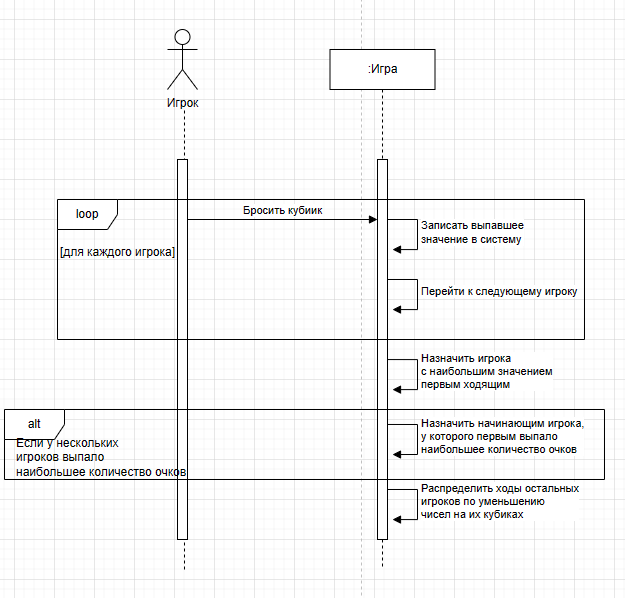 Игрок
:Игра
loop
[для каждого игрока]
Бросить кубиик
Записать выпавшее
значение в систему
Перейти к следующему игроку
Назначить игрока
с наибольшим значением
первым ходящим
alt
Если у нескольких
игроков выпало
наибольшее количество очков
Назначить начинающим игрока,
у которого первым выпало
наибольшее количество очков
Распределить ходы остальных
игроков по уменьшению
чисел на их кубиках